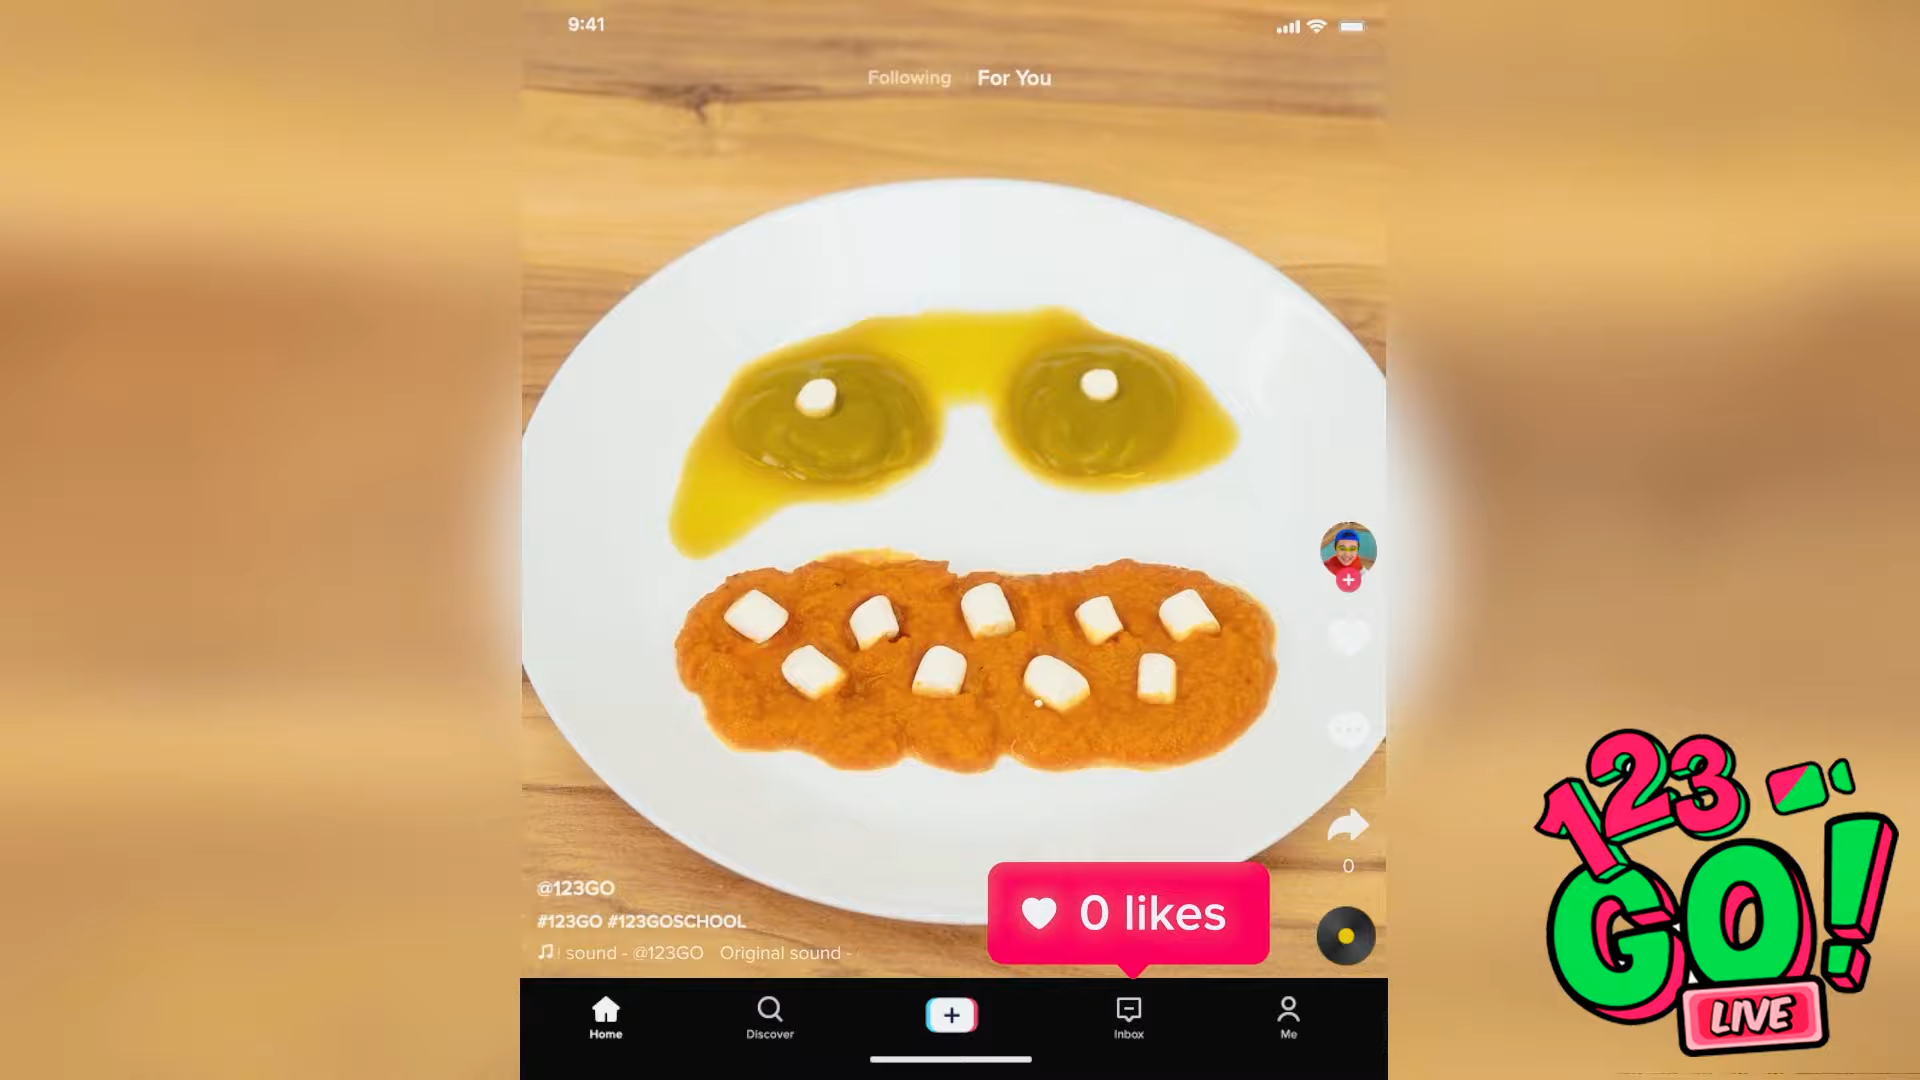 9:41
Following For You
0
@123GO
#123GO #123GOSCHOOL
sound - @123GO Original sound -
0 likes
Home Discover Inbox Me
123
GO!
LIVE